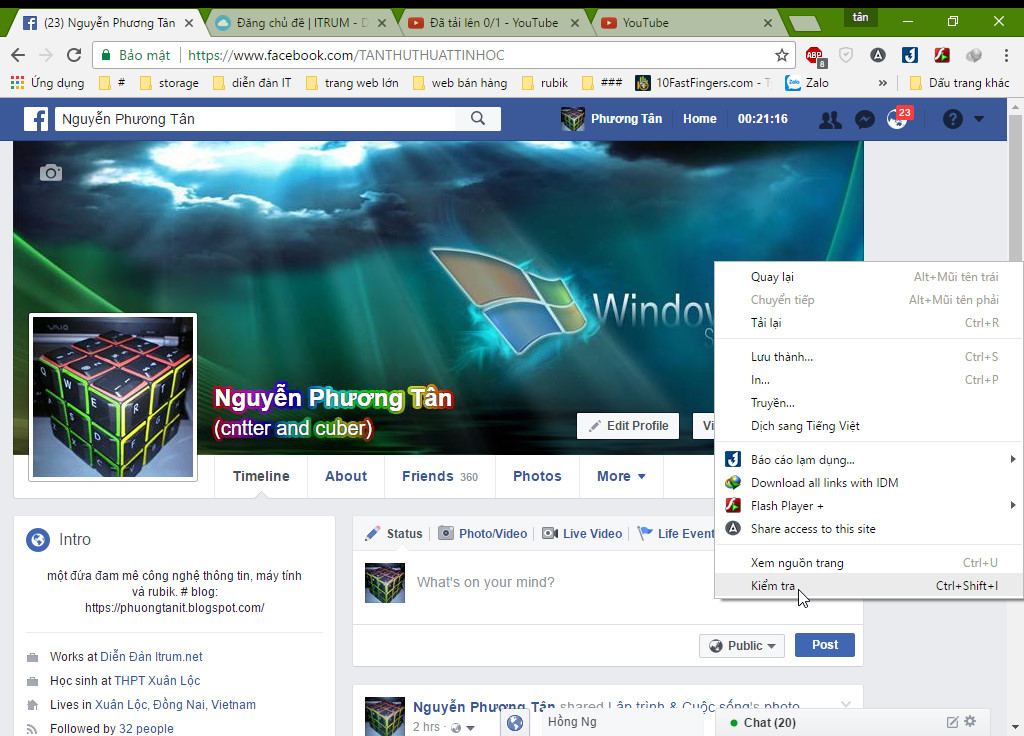 tân
(23) Nguyễn Phương Tân
Đăng chủ đề | ITRUM - D
Đã tải lên 0/1 - YouTube
YouTube
Bảo mật
https://www.facebook.com/TANTHUTHUATTINHOC
ABP
8
Ứng dụng
#
storage
diễn đàn IT
trang web lớn
web bán hàng
rubik
###
10FastFingers.com - T
Zalo
»
Dấu trang khác
Nguyễn Phương Tân
Phương Tân
Home
00:21:16
23
Windo
S
VAIO
Q W E R
Nguyễn Phương Tân
(cntter and cuber)
Edit Profile
Vi
Timeline
About
Friends 360
Photos
More
Quay lại Alt+Mũi tên trái
Chuyển tiếp Alt+Mũi tên phải
Tải lại Ctrl+R
Lưu thành... Ctrl+S
In... Ctrl+P
Truyền...
Dịch sang Tiếng Việt
Báo cáo lạm dụng...
Download all links with IDM
Flash Player +
Share access to this site
Xem nguồn trang Ctrl+U
Kiểm tra Ctrl+Shift+I
Intro
một đứa đam mê công nghệ thông tin, máy tính
và rubik. # blog:
https://phuongtanit.blogspot.com/
Works at Diễn Đàn Itrum.net
Học sinh at THPT Xuân Lộc
Lives in Xuân Lộc, Đồng Nai, Vietnam
Followed by 32 people
Status
Photo/Video
Live Video
Life Event
What's on your mind?
Public
Post
Nguyễn Phương Tân shared Lập trình & Cuộc sống's photo
2 hrs ·
Hồng Ng
Chat (20)